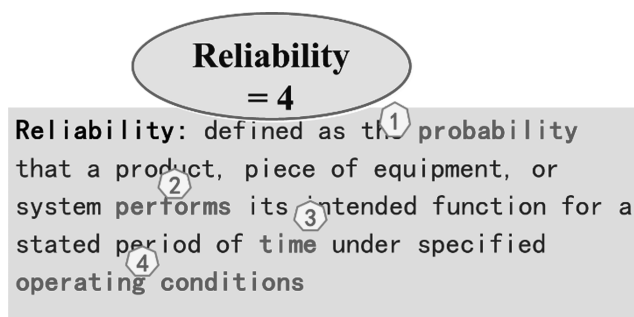 Reliability
= 4
Reliability: defined as the probability
that a product, piece of equipment, or
system performs its intended function for a
stated period of time under specified
operating conditions
1
2
3
4